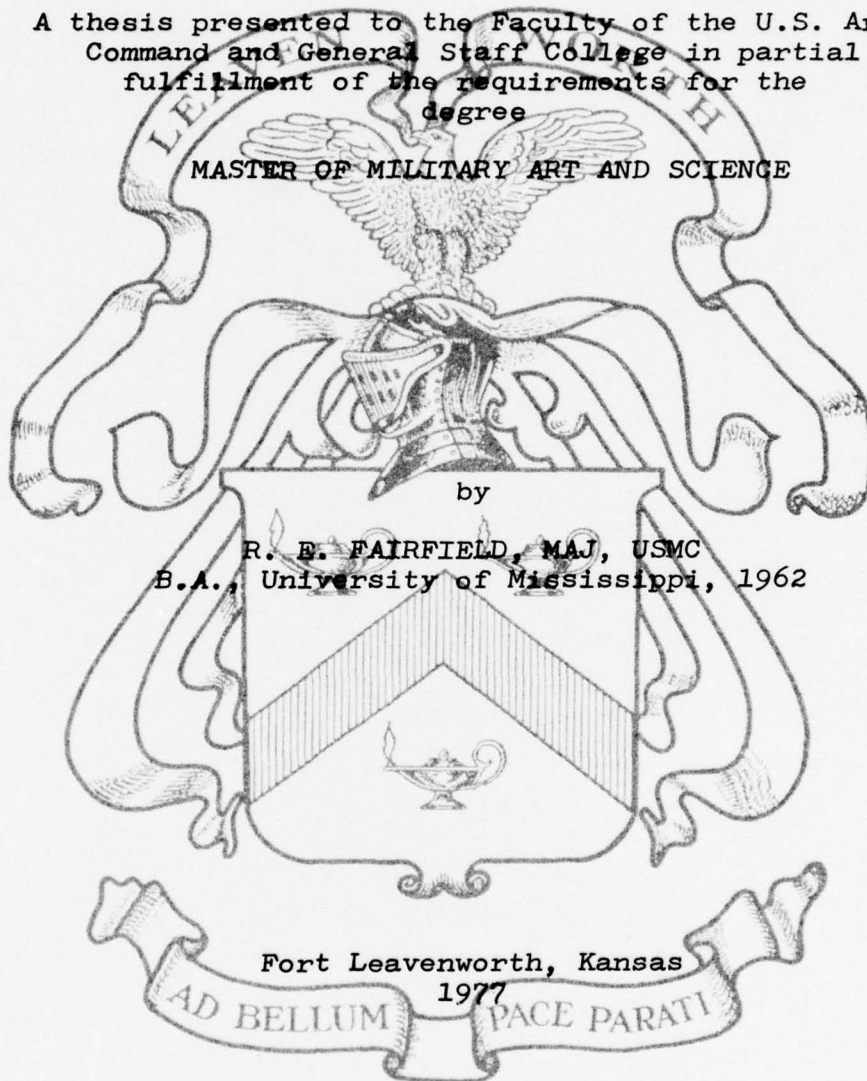 A thesis presented to the Faculty of the U.S.
Command and General Staff College in partial
fulfillment of the requirements for the
degree
LEAVEN WORTH
MASTER OF MILITARY ART AND SCIENCE
by
R. E. FAIRFIELD, MAJ, USMC
B.A., University of Mississippi, 1962
Fort Leavenworth, Kansas
1977
AD BELLUM PACE PARATI